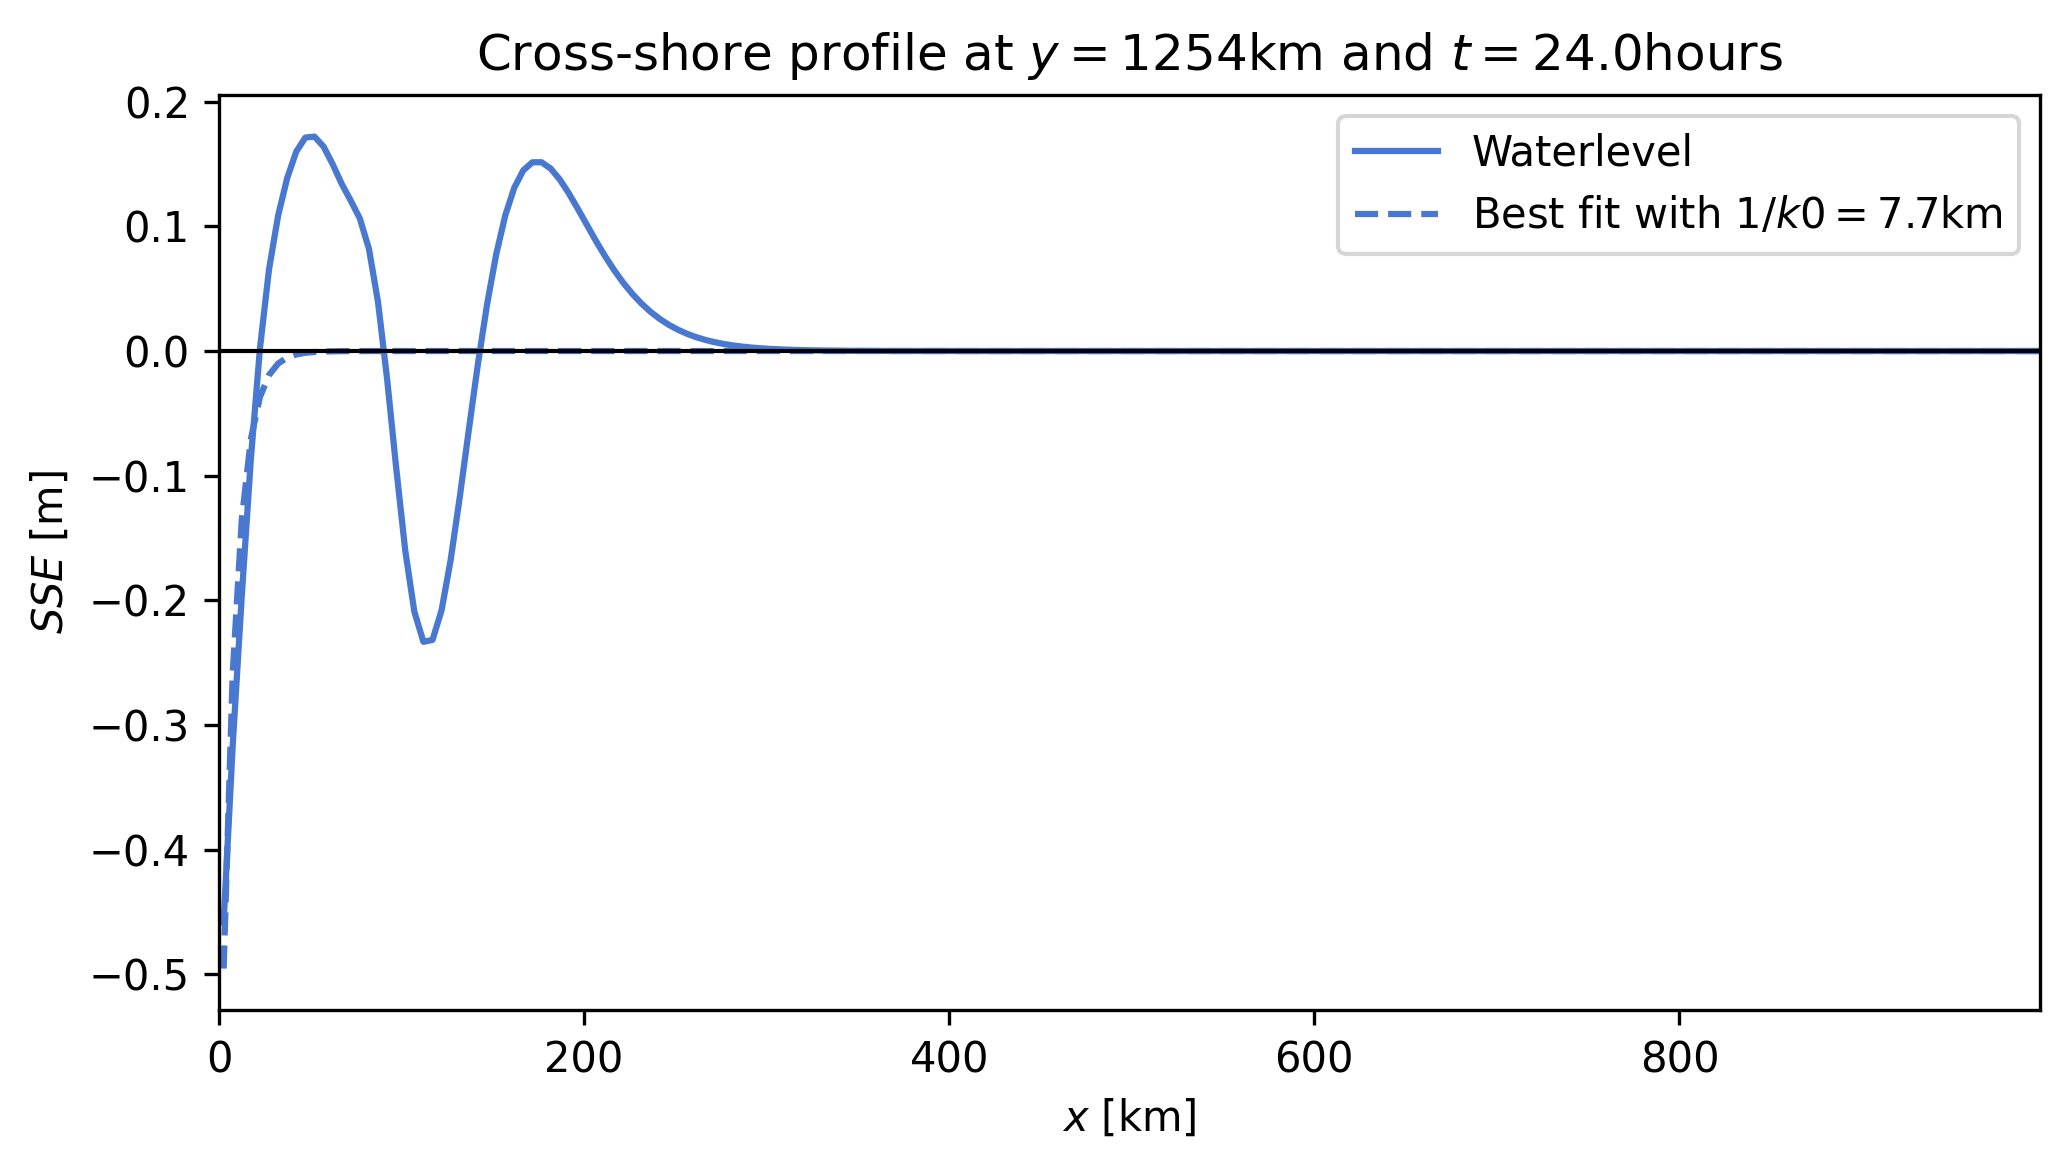 Cross-shore profile at y = 1254km and t = 24.0hours
Waterlevel
Best fit with 1/k0 = 7.7km
0.2
0.1
0.0
−0.1
−0.2
−0.3
−0.4
−0.5
SSE [m]
0 200 400 600 800
x [km]